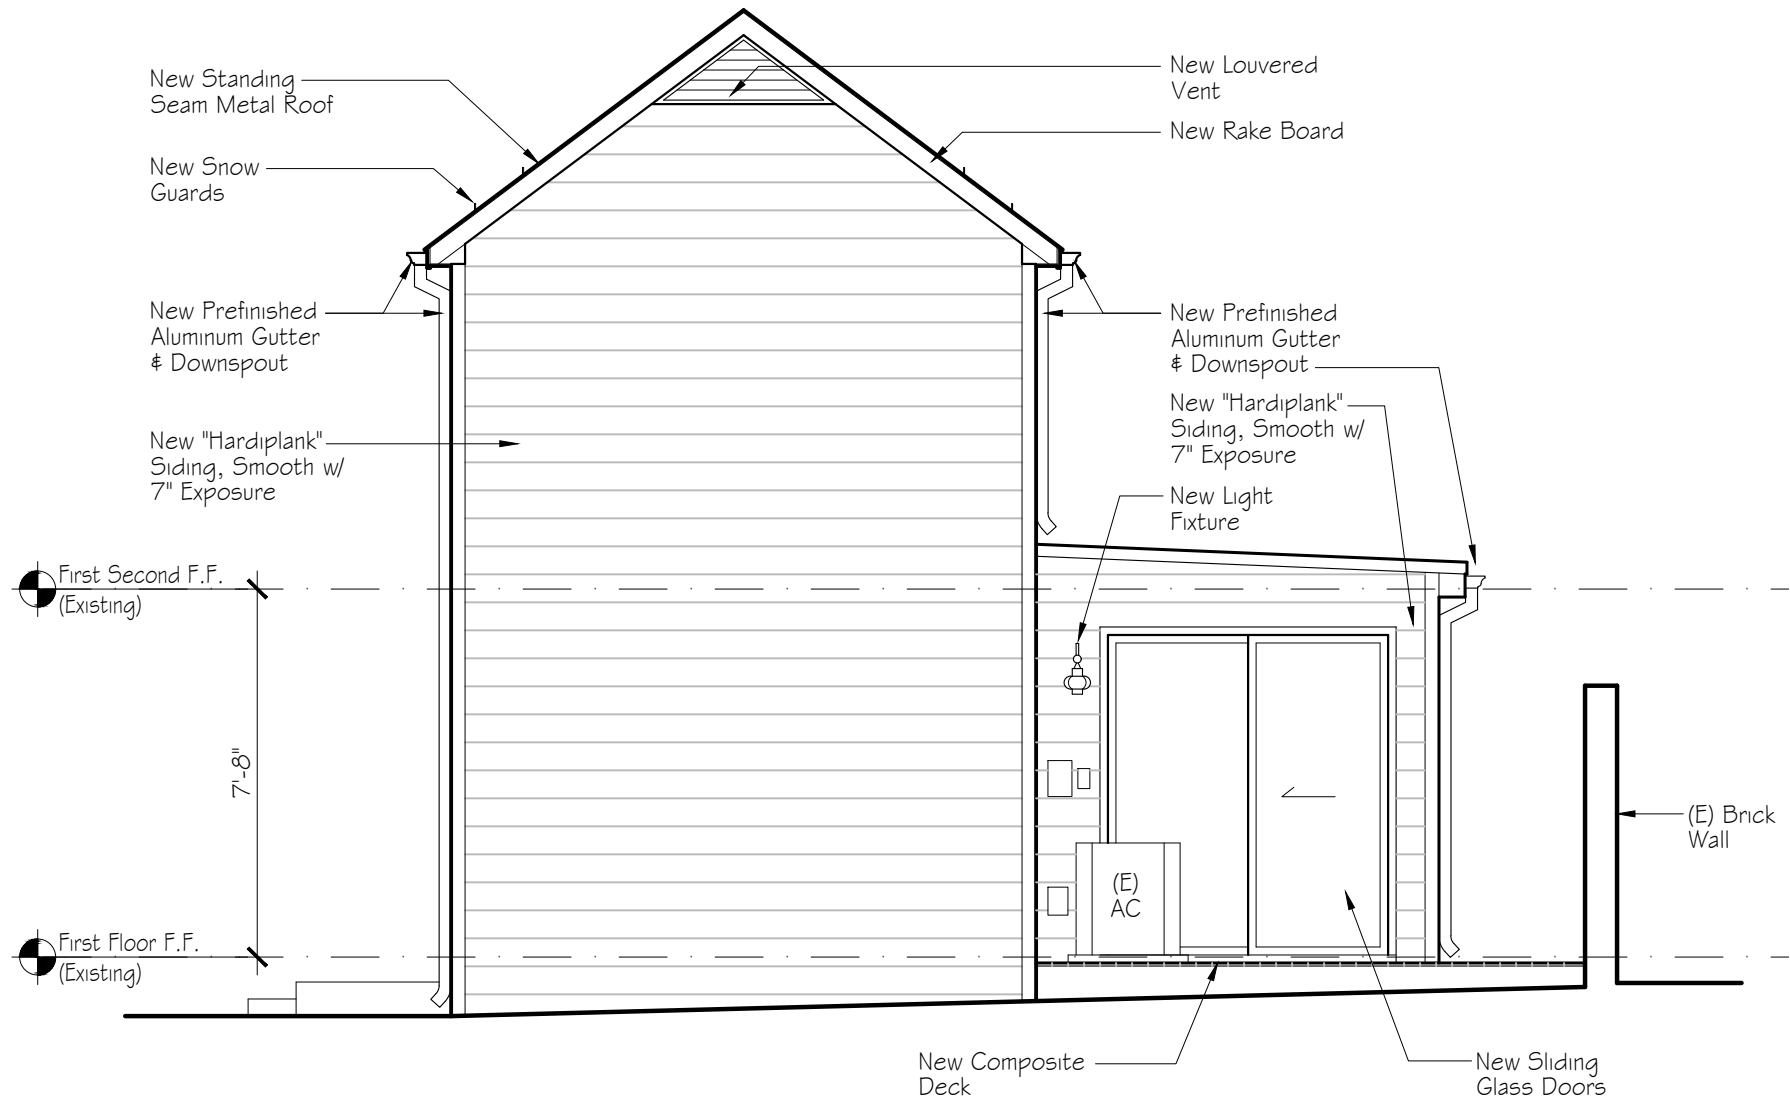 New Standing
Seam Metal Roof
New Snow
Guards
New Prefinished
Aluminum Gutter
& Downspout
New "Hardiplank"
Siding, Smooth w/
7" Exposure
New Louvered
Vent
New Rake Board
New Prefinished
Aluminum Gutter
& Downspout
New "Hardiplank"
Siding, Smooth w/
7" Exposure
New Light
Fixture
First Second F.F.
(Existing)
7'-8"
First Floor F.F.
(Existing)
(E)
AC
(E) Brick
Wall
New Composite
Deck
New Sliding
Glass Doors